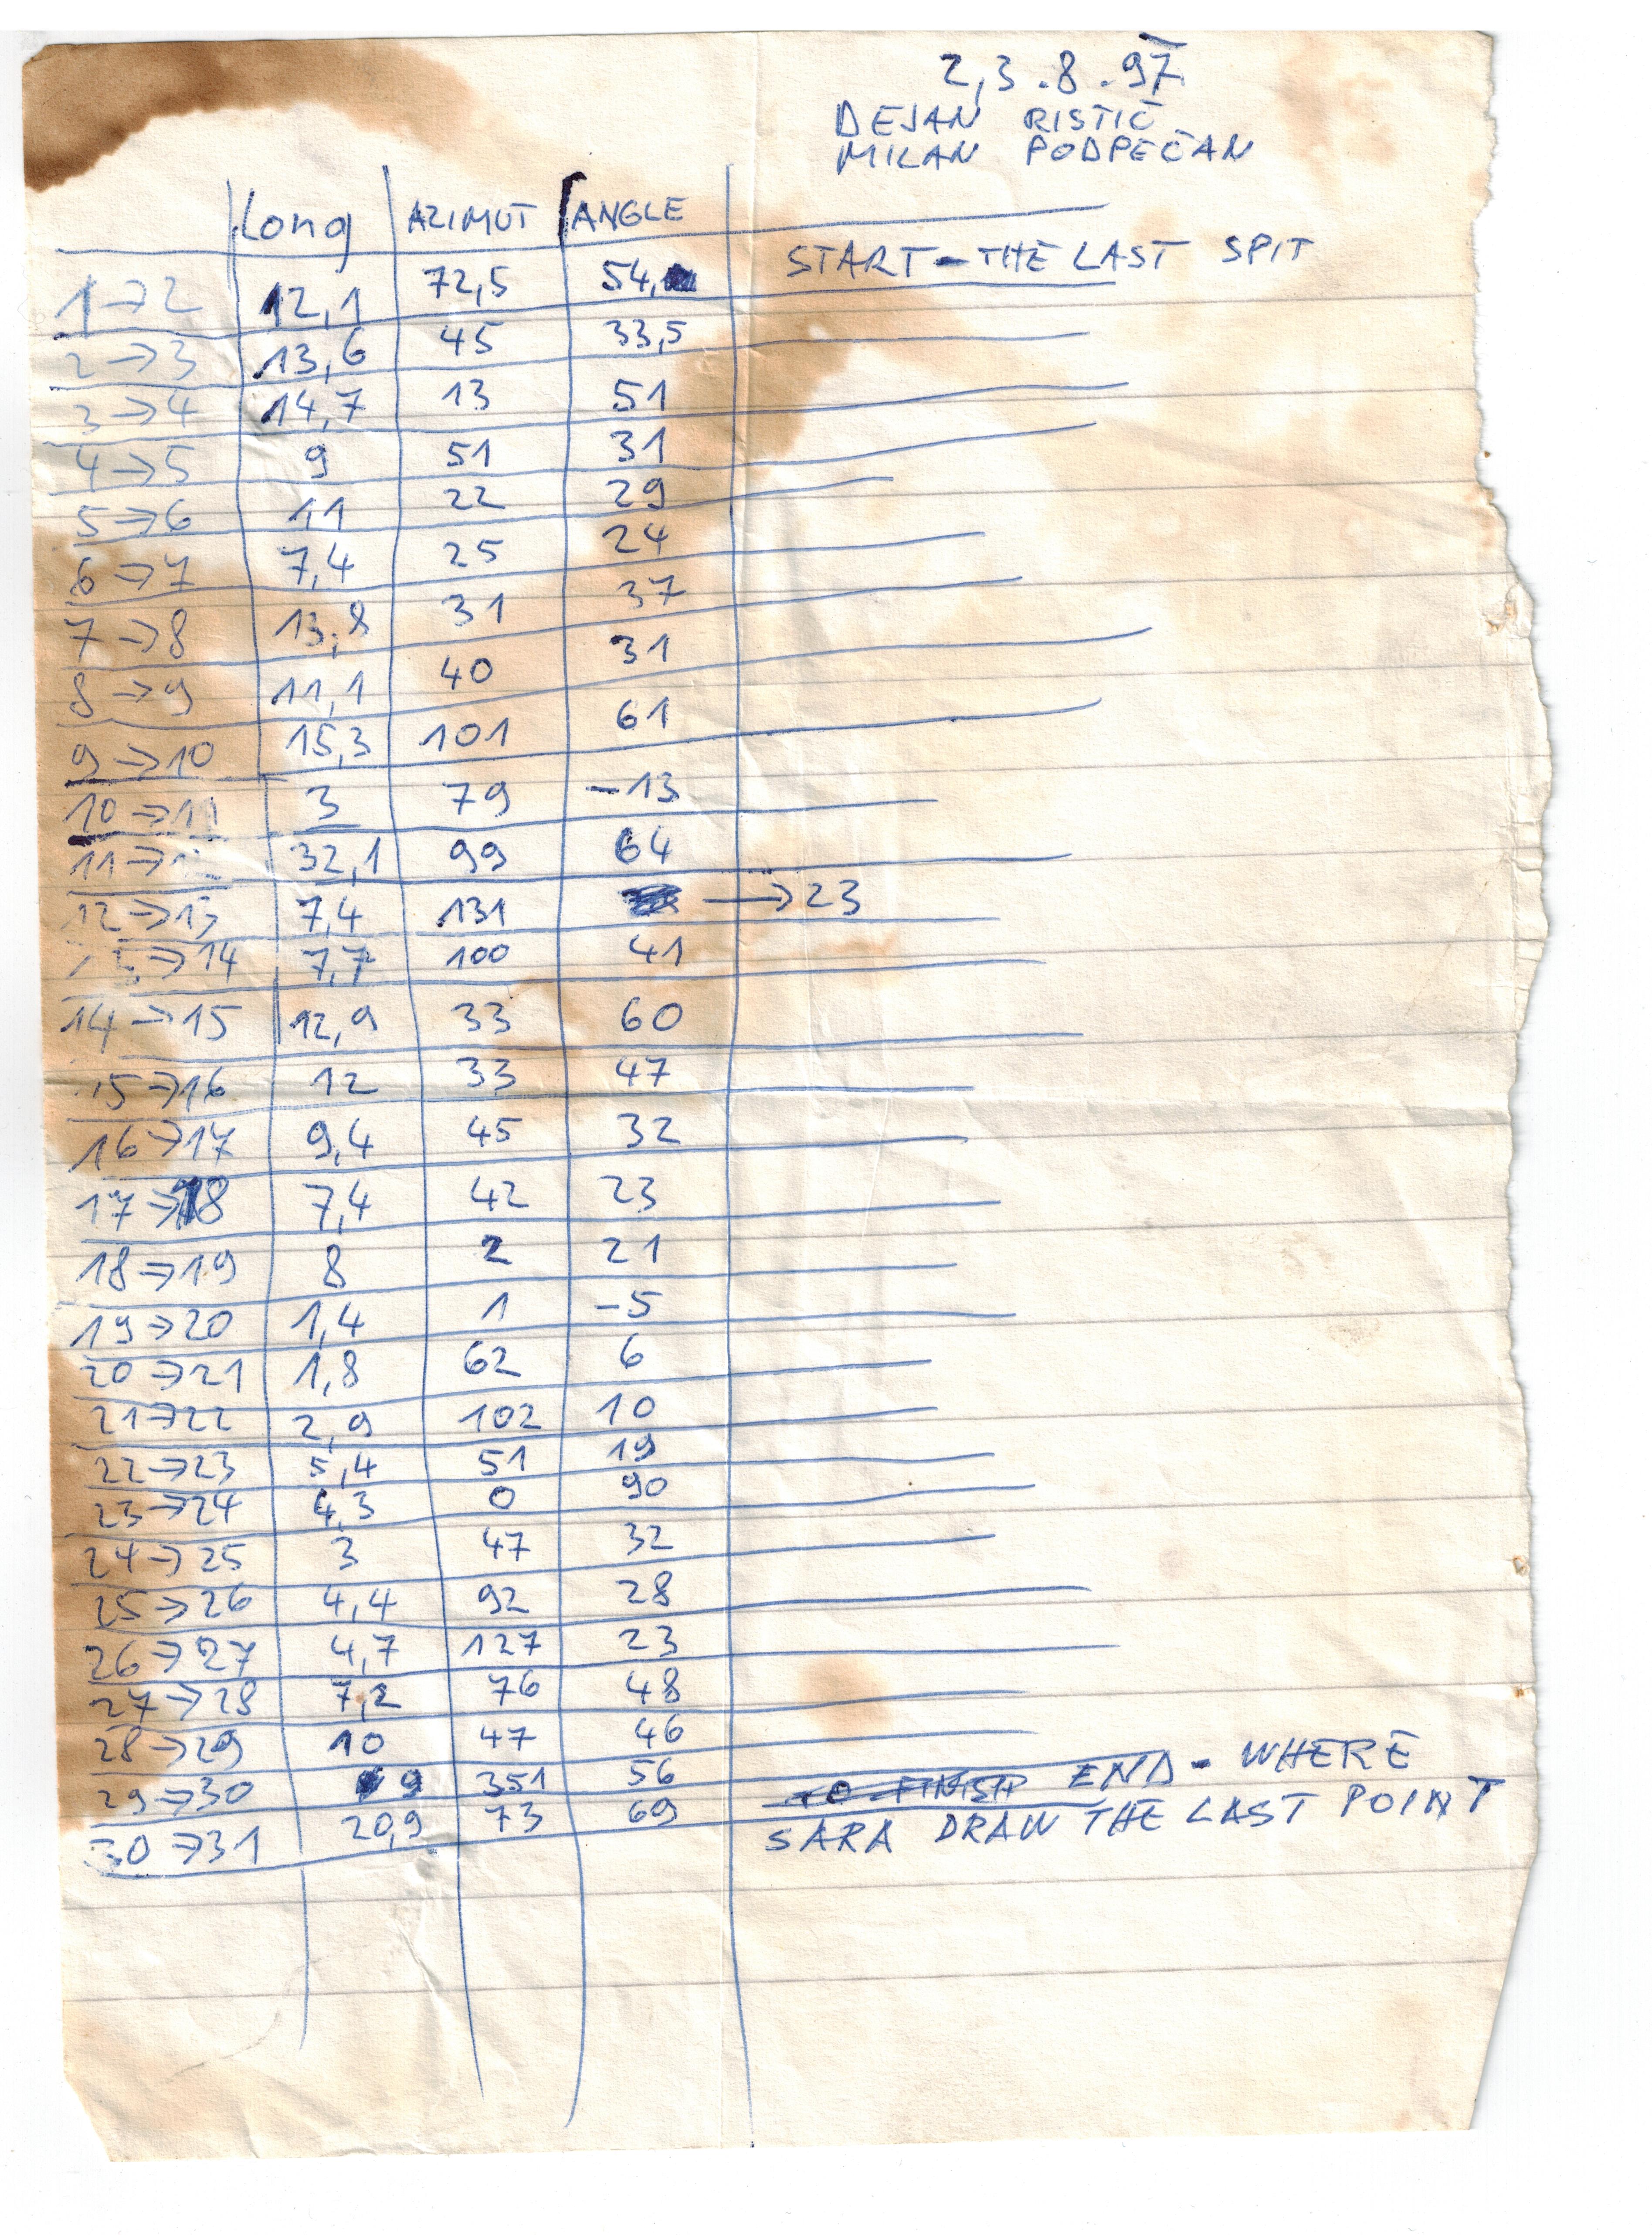 2,3.8.97
DEJAN RISTIČ
MILAN PODPEČAN
Long AZIMUT ANGLE
START - THE LAST SPIT
1→2 12,1 72,5 54,
2→3 13,6 45 33,5
3→4 14,7 13 51
4→5 9 51 31
5→6 11 22 29
6→7 7,4 25 24
7→8 13,8 31 37
8→9 11,1 40 31
9→10 15,3 101 61
10→11 3 79 -13
11→ 32,1 99 64
12→13 7,4 131 →23
→14 7,7 100 41
14→15 12,9 33 60
15→16 12 33 47
16→17 9,4 45 32
17→18 7,4 42 23
18→19 8 2 21
19→20 1,4 1 -5
20→21 1,8 62 6
21→22 2,9 102 10
22→23 5,4 51 19
23→24 4,3 0 90
24→25 3 47 32
25→26 4,4 92 28
26→27 4,7 127 23
27→28 7,2 76 48
28→29 10 47 46
29→30 9 351 56 TO FINISH END - WHERE
30→31 20,9 73 69 SARA DRAW THE LAST POINT